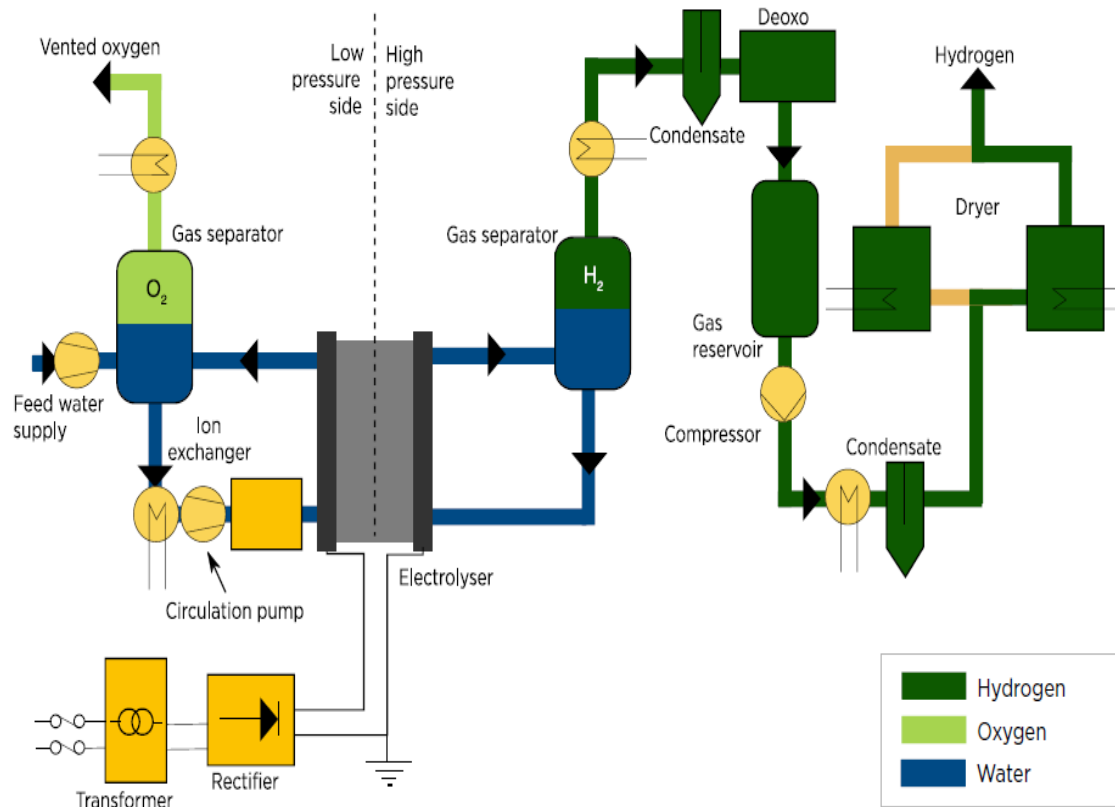 Vented oxygen
Low
pressure
side
High
pressure
side
Deoxo
Hydrogen
Condensate
Gas separator
Gas separator
Dryer
O2
H2
Gas
reservoir
Feed water
supply
Ion
exchanger
Compressor
Condensate
Electrolyser
Circulation pump
Rectifier
Transformer
Hydrogen
Oxygen
Water